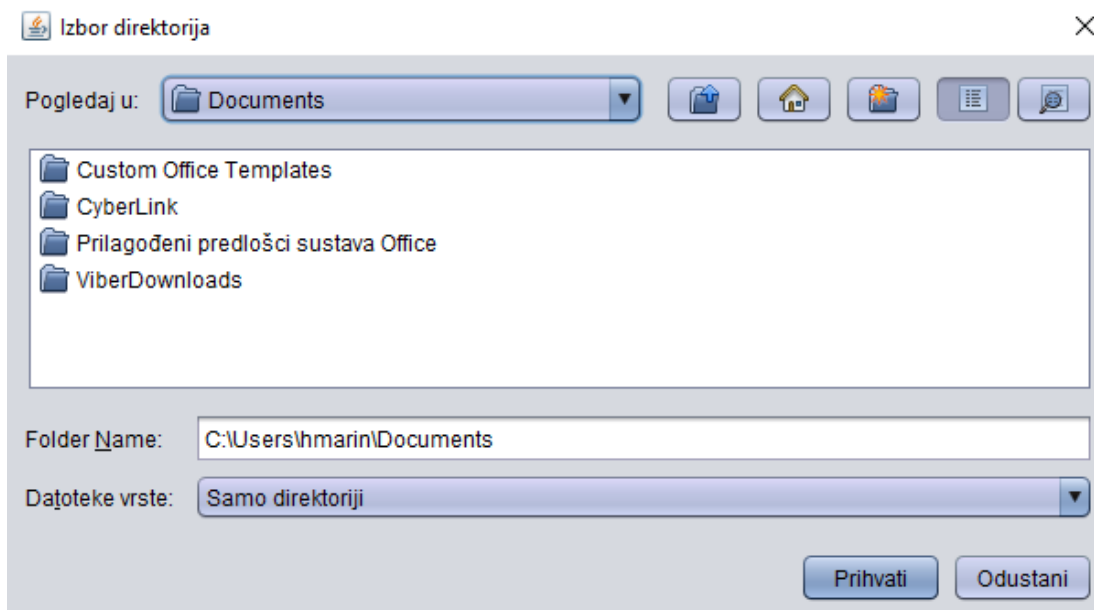 Izbor direktorija
Pogledaj u: Documents
Custom Office Templates
CyberLink
Prilagođeni predlošci sustava Office
ViberDownloads
Folder Name: C:\Users\hmarin\Documents
Datoteke vrste: Samo direktoriji
Prihvati Odustani